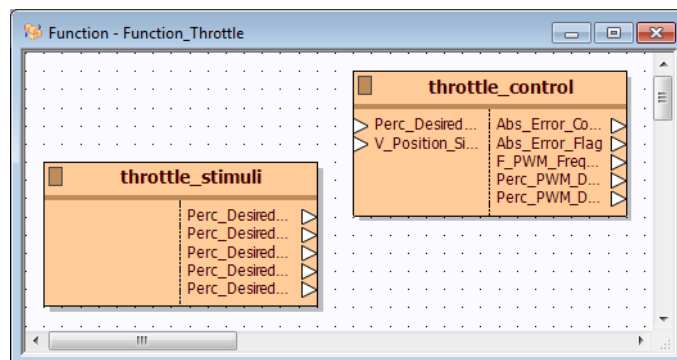 Function - Function_Throttle
throttle_control
Perc_Desired... Abs_Error_Co...
V_Position_Si... Abs_Error_Flag
F_PWM_Freq...
Perc_PWM_D...
Perc_PWM_D...
throttle_stimuli
Perc_Desired...
Perc_Desired...
Perc_Desired...
Perc_Desired...
Perc_Desired...